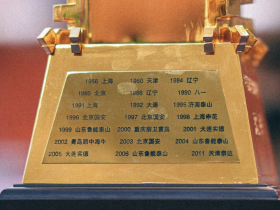 1956 上海 1960 天津 1984 辽宁
1985 北京 1986 辽宁 1990 八一
1991 上海 1992 大连 1995 济南泰山
1996 北京国安 1997 北京国安 1998 上海申花
1999 山东鲁能泰山 2000 重庆隆鑫 2001 大连实德
2002 青岛颐中海牛 2003 北京国安 2004 山东鲁能泰山
2005 大连实德 2006 山东鲁能泰山 2011 天津泰达